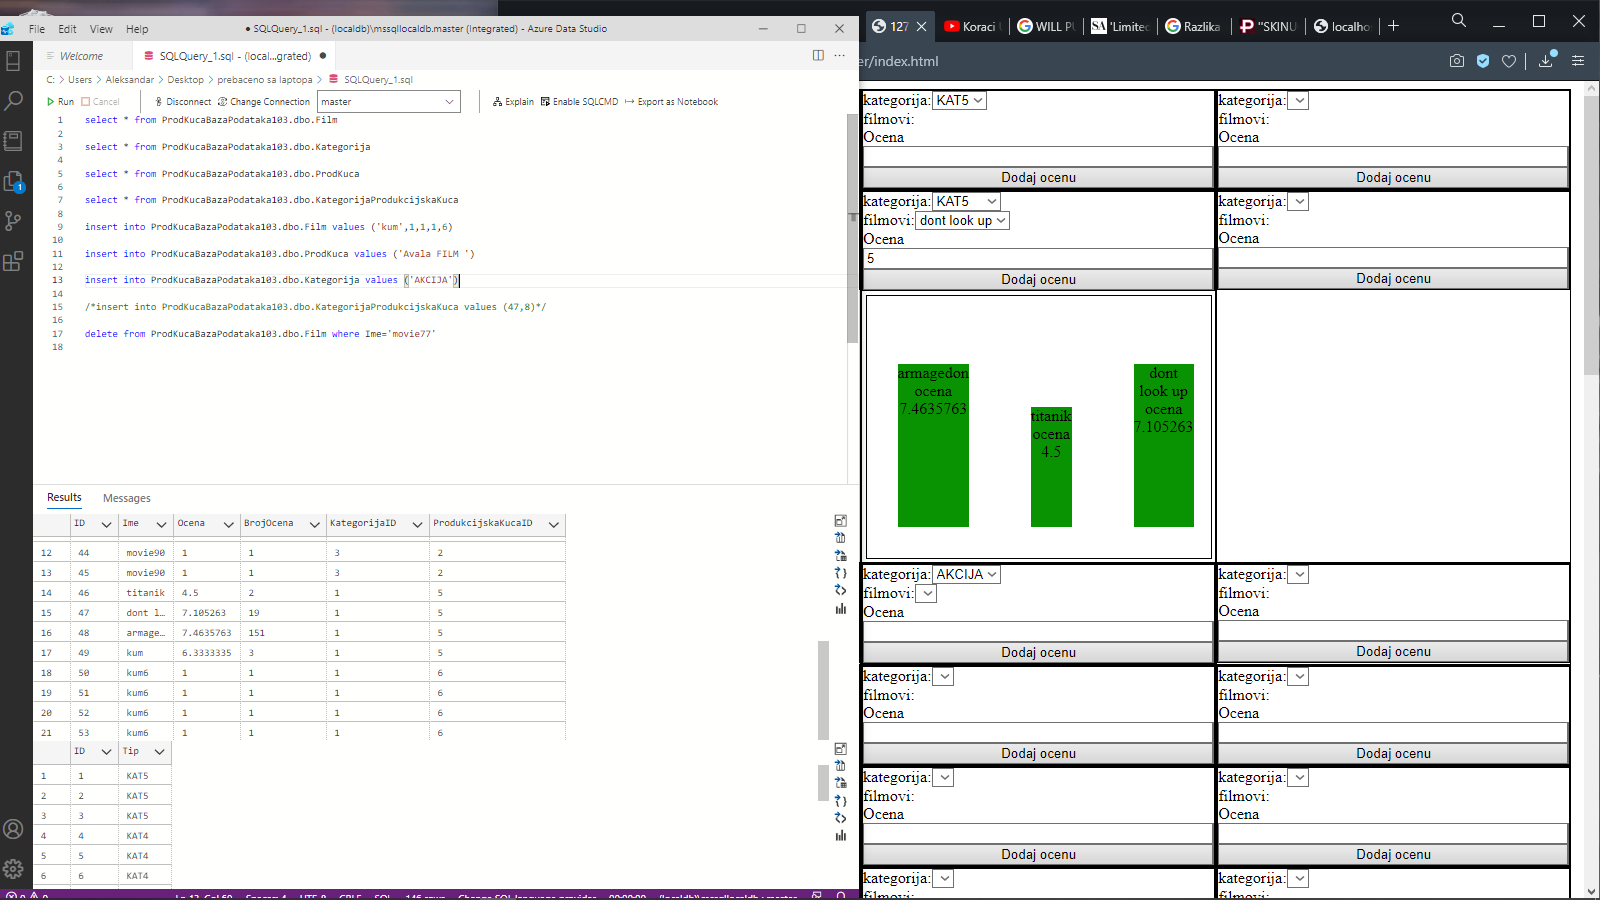 File Edit View Help
● SQLQuery_1.sql - (localdb)\mssqllocaldb.master (Integrated) - Azure Data Studio
Welcome
SQLQuery_1.sql - (local...grated) ●
C: > Users > Aleksandar > Desktop > prebaceno sa laptopa > SQLQuery_1.sql
Run Cancel Disconnect Change Connection master Explain Enable SQLCMD Export as Notebook
1 select * from ProdKucaBazaPodataka103.dbo.Film
2
3 select * from ProdKucaBazaPodataka103.dbo.Kategorija
4
5 select * from ProdKucaBazaPodataka103.dbo.ProdKuca
6
7 select * from ProdKucaBazaPodataka103.dbo.KategorijaProdukcijskaKuca
8
9 insert into ProdKucaBazaPodataka103.dbo.Film values ('kum',1,1,1,6)
10
11 insert into ProdKucaBazaPodataka103.dbo.ProdKuca values ('Avala FILM ')
12
13 insert into ProdKucaBazaPodataka103.dbo.Kategorija values ('AKCIJA')
14
15 /*insert into ProdKucaBazaPodataka103.dbo.KategorijaProdukcijskaKuca values (47,8)*/
16
17 delete from ProdKucaBazaPodataka103.dbo.Film where Ime='movie77'
18
1
Results Messages
ID Ime Ocena BrojOcena KategorijaID ProdukcijskaKucaID
12 44 movie90 1 1 3 2
13 45 movie90 1 1 3 2
14 46 titanik 4.5 2 1 5
15 47 dont l… 7.105263 19 1 5
16 48 armage… 7.4635763 151 1 5
17 49 kum 6.3333335 3 1 5
18 50 kum6 1 1 1 6
19 51 kum6 1 1 1 6
20 52 kum6 1 1 1 6
21 53 kum6 1 1 1 6
ID Tip
1 1 KAT5
2 2 KAT5
3 3 KAT5
4 4 KAT4
5 5 KAT4
6 6 KAT4
127 Koraci WILL PU 'Limited Razlika "SKINU localho
er/index.html
kategorija: KAT5
filmovi:
Ocena
Dodaj ocenu
kategorija:
filmovi:
Ocena
Dodaj ocenu
kategorija: KAT5
filmovi: dont look up
Ocena
5
Dodaj ocenu
kategorija:
filmovi:
Ocena
Dodaj ocenu
armagedon
ocena
7.4635763
titanik
ocena
4.5
dont
look up
ocena
7.105263
kategorija: AKCIJA
filmovi:
Ocena
Dodaj ocenu
kategorija:
filmovi:
Ocena
Dodaj ocenu
kategorija:
filmovi:
Ocena
Dodaj ocenu
kategorija:
filmovi:
Ocena
Dodaj ocenu
kategorija:
filmovi:
Ocena
Dodaj ocenu
kategorija:
filmovi:
Ocena
Dodaj ocenu
kategorija:
filmovi:
kategorija:
filmovi: